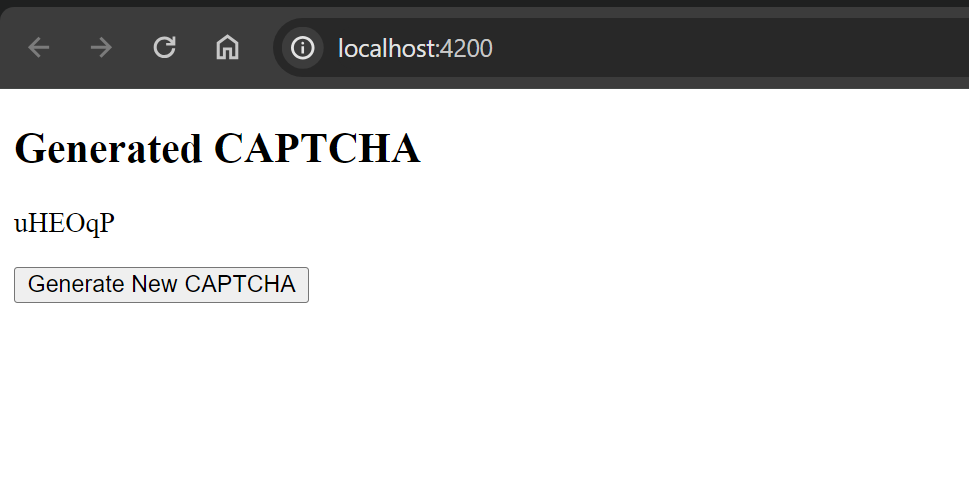 localhost:4200
Generated CAPTCHA
uHEOqP
Generate New CAPTCHA